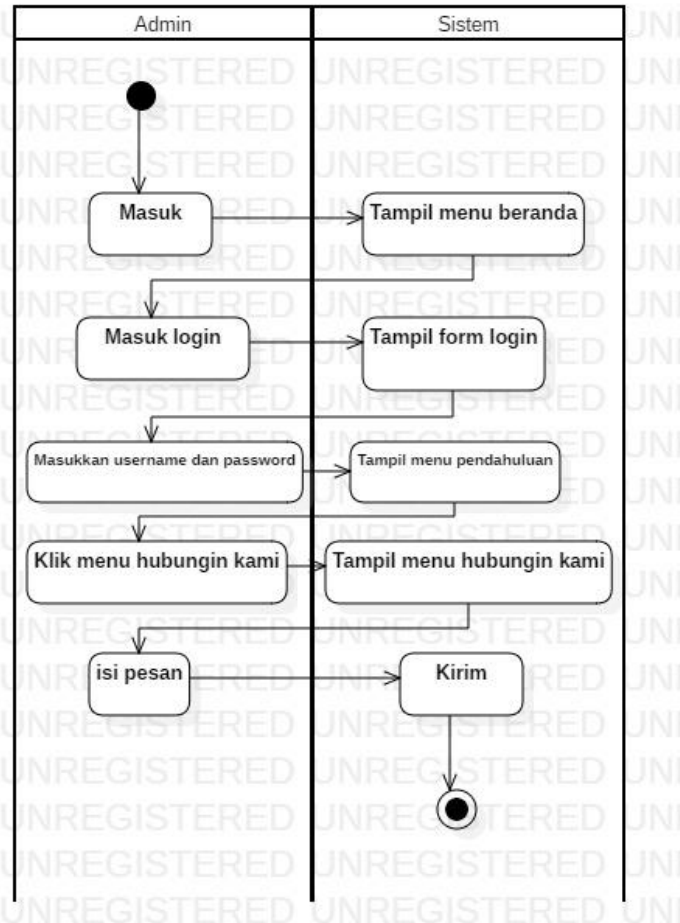 Admin
Sistem
Masuk
Tampil menu beranda
Masuk login
Tampil form login
Masukkan username dan password
Tampil menu pendahuluan
Klik menu hubungin kami
Tampil menu hubungin kami
isi pesan
Kirim
UNREGISTERED